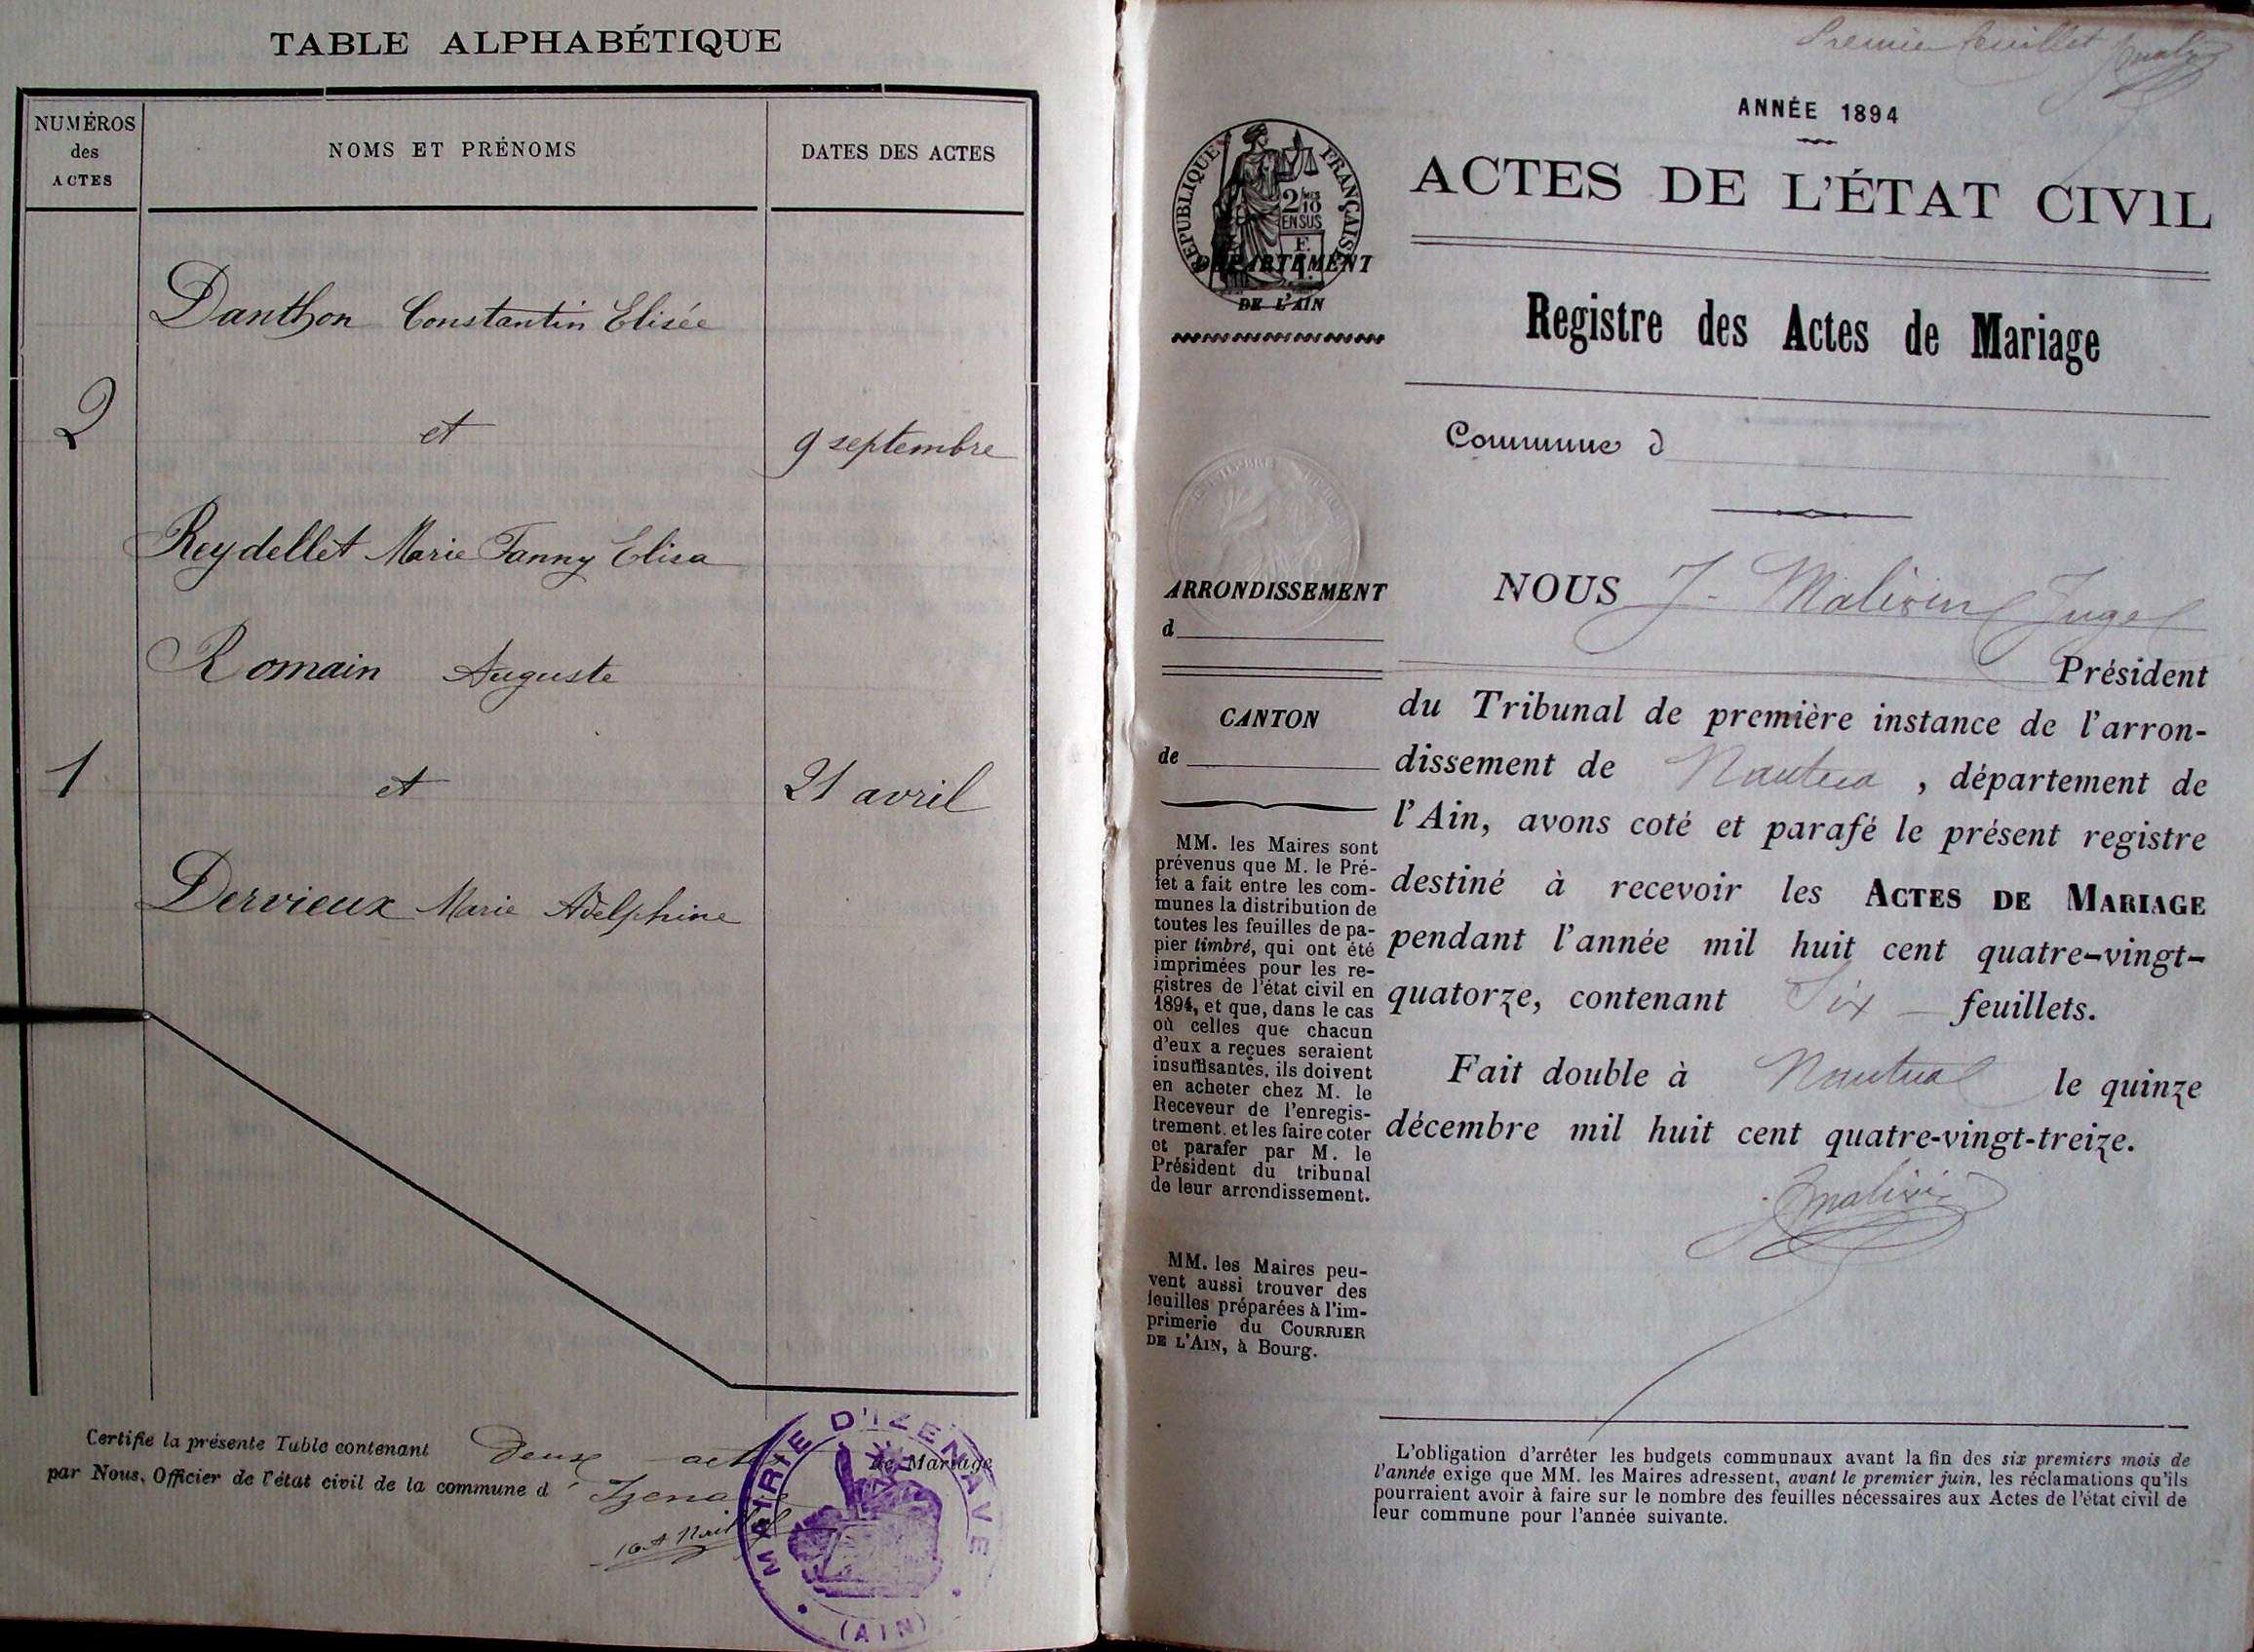 TABLE ALPHABÉTIQUE
NUMÉROS
des
ACTES
NOMS ET PRÉNOMS
DATES DES ACTES
Danthon Constantin Elisée
2
et
9 septembre
Reydellet Marie Fanny Elisa
Romain Auguste
1
et
21 avril
Dervieux Marie Adelphine
Certifié la présente Table contenant deux actes de Mariage
par Nous, Officier de l'état civil de la commune d'Izenave
MAIRIE D'IZENAVE
(AIN)
Premier feuillet
ANNÉE 1894
ACTES DE L'ÉTAT CIVIL
RÉPUBLIQUE FRANÇAISE
2/10
EN SUS
DÉPARTEMENT
DE L'AIN
Registre des Actes de Mariage
Commune d
ARRONDISSEMENT
d
CANTON
de
MM. les Maires sont
prévenus que M. le Pré-
fet a fait entre les com-
munes la distribution de
toutes les feuilles de pa-
pier timbré, qui ont été
imprimées pour les re-
gistres de l'état civil en
1894, et que, dans le cas
où celles que chacun
d'eux a reçues seraient
insuffisantes, ils doivent
en acheter chez M. le
Receveur de l'enregis-
trement, et les faire coter
et parafer par M. le
Président du tribunal
de leur arrondissement.
MM. les Maires peu-
vent aussi trouver des
feuilles préparées à l'im-
primerie du COURRIER
DE L'AIN, à Bourg.
NOUS J. Malivin Juge
Président
du Tribunal de première instance de l'arron-
dissement de Nantua, département de
l'Ain, avons coté et parafé le présent registre
destiné à recevoir les ACTES DE MARIAGE
pendant l'année mil huit cent quatre-vingt-
quatorze, contenant Six feuillets.
Fait double à Nantua le quinze
décembre mil huit cent quatre-vingt-treize.
L'obligation d'arrêter les budgets communaux avant la fin des six premiers mois de
l'année exige que MM. les Maires adressent, avant le premier juin, les réclamations qu'ils
pourraient avoir à faire sur le nombre des feuilles nécessaires aux Actes de l'état civil de
leur commune pour l'année suivante.